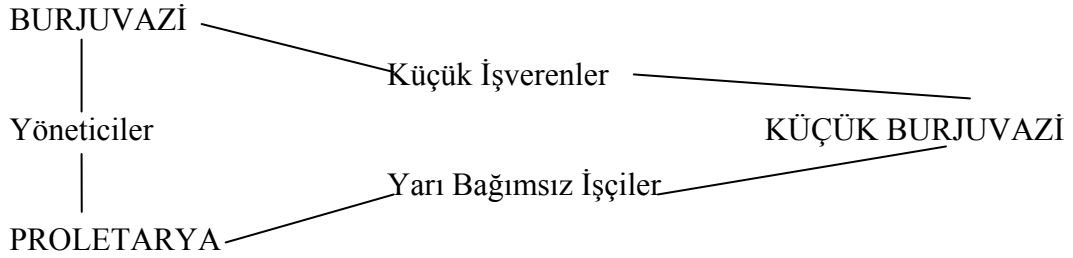 BURJUVAZİ
Küçük İşverenler
Yöneticiler
KÜÇÜK BURJUVAZİ
Yarı Bağımsız İşçiler
PROLETARYA